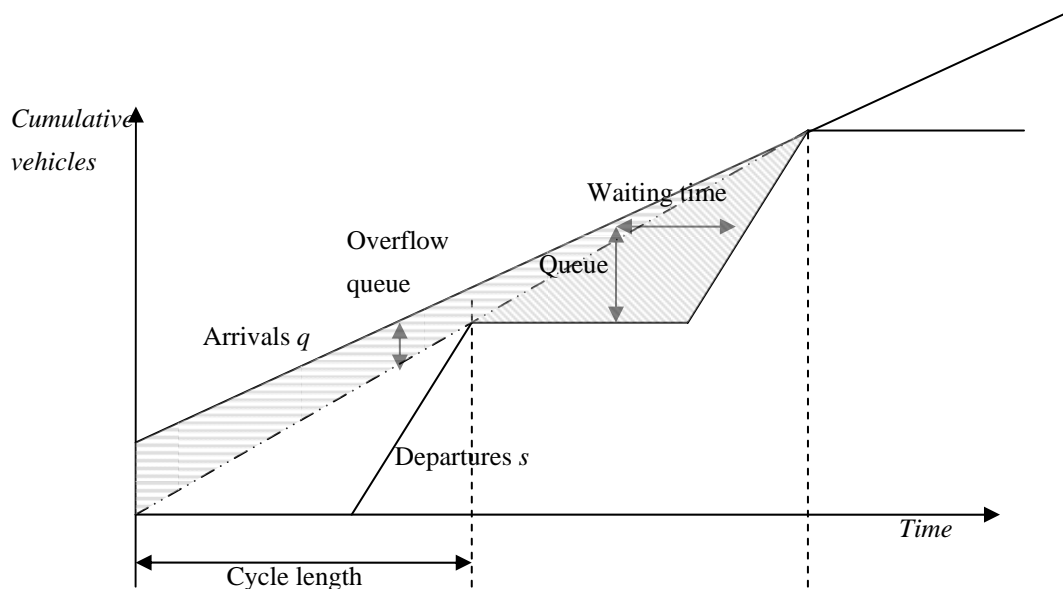 Cumulative
vehicles
Waiting time
Overflow
queue
Queue
Arrivals q
Departures s
Time
Cycle length